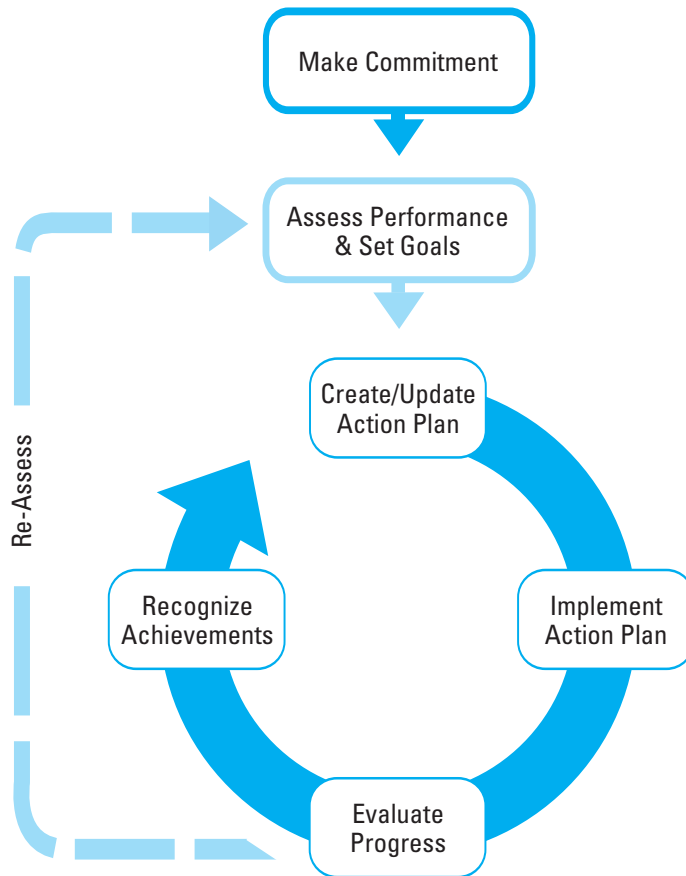 Make Commitment
Assess Performance
& Set Goals
Create/Update
Action Plan
Re-Assess
Recognize
Achievements
Implement
Action Plan
Evaluate
Progress